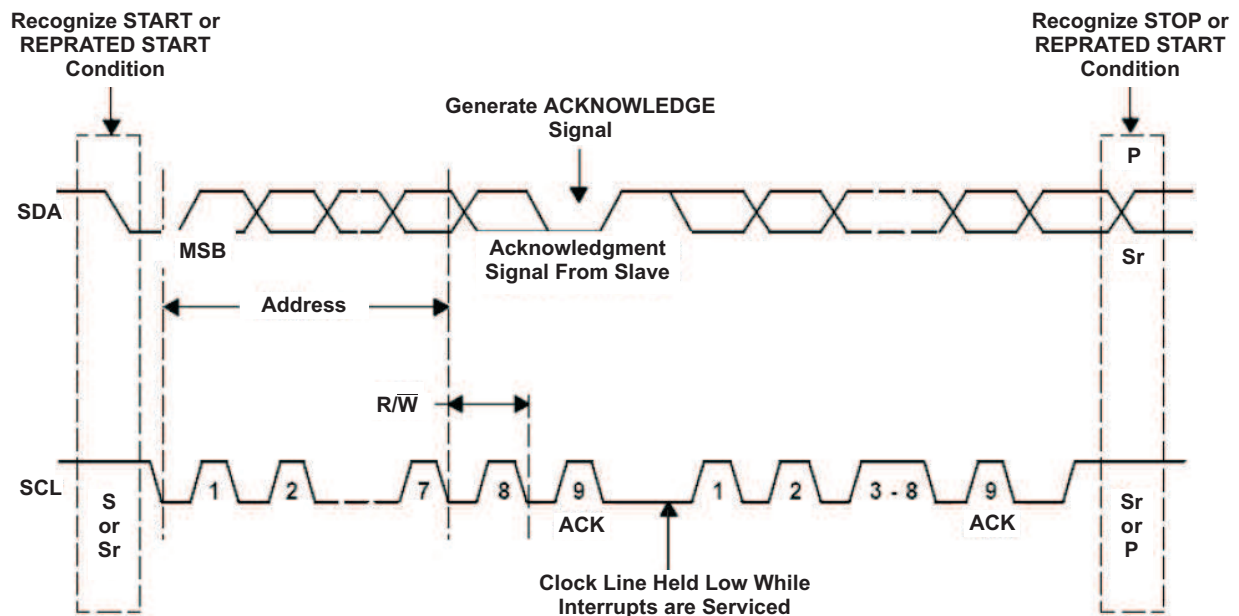 Recognize START or
REPRATED START
Condition
Recognize STOP or
REPRATED START
Condition
Generate ACKNOWLEDGE
Signal
P
SDA
MSB
Acknowledgment
Signal From Slave
Sr
Address
R/W̅
SCL
1
2
7
8
9
1
2
3 - 8
9
S
or
Sr
ACK
ACK
Sr
or
P
Clock Line Held Low While
Interrupts are Serviced